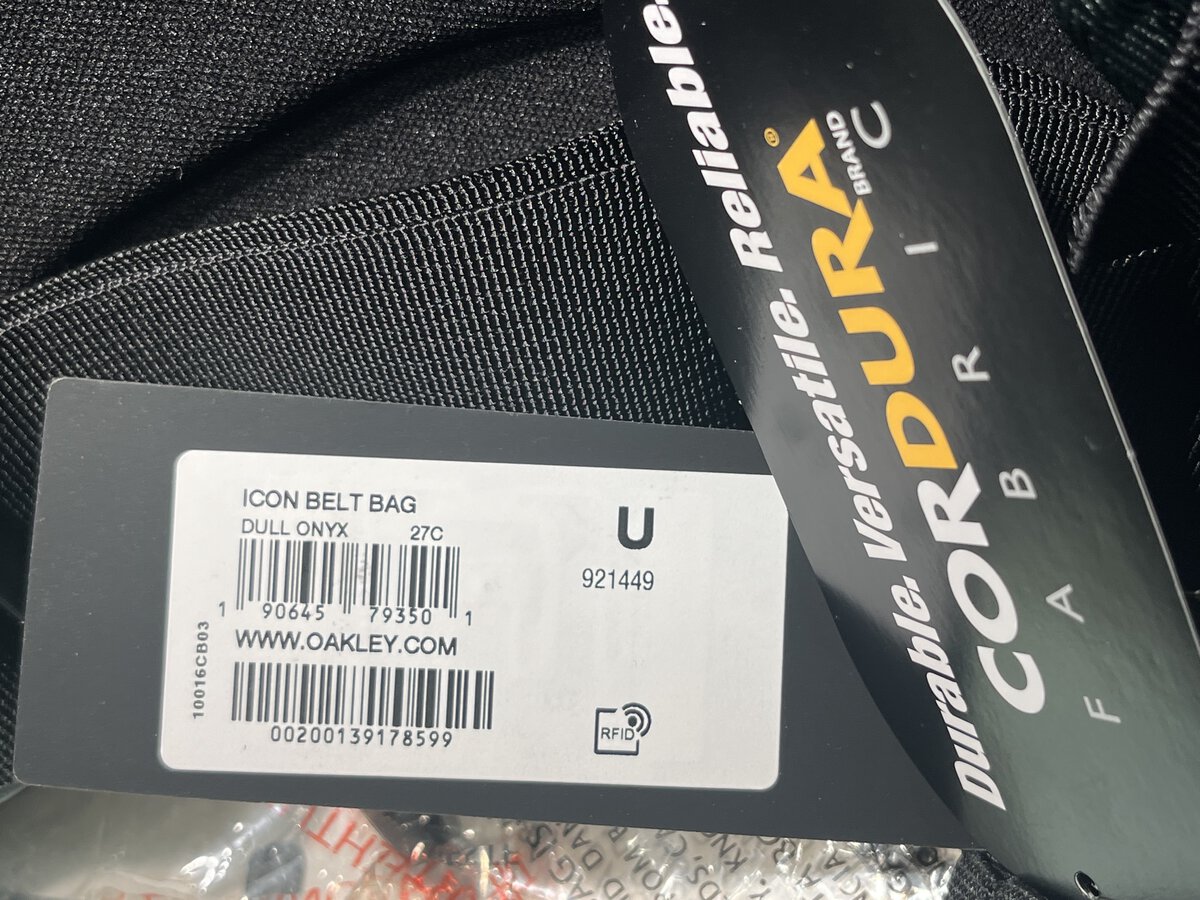 ICON BELT BAG
DULL ONYX 27C
U
921449
1 90645 79350 1
WWW.OAKLEY.COM
10016CB03
00200139178599
RFID
Durable. Versatile. Reliable.
CORDURA®
BRAND
FABRIC